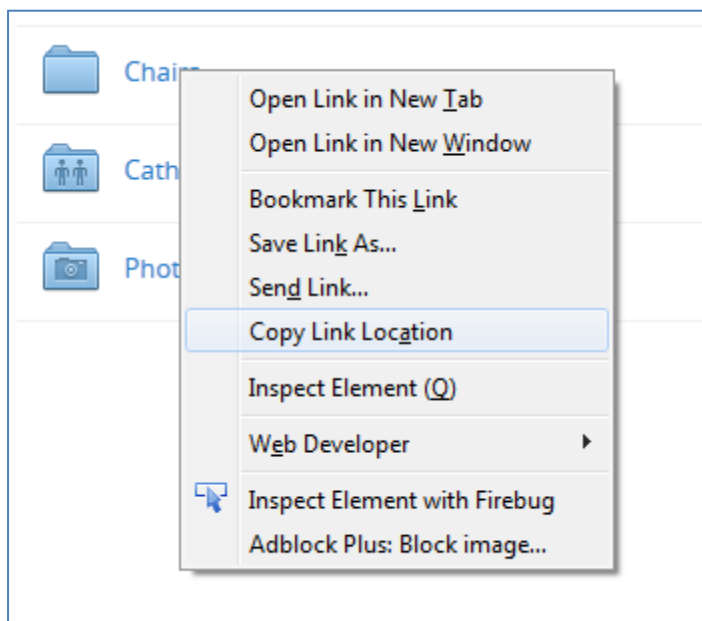 Chairs
Open Link in New Tab
Open Link in New Window
Cath
Bookmark This Link
Save Link As...
Phot
Send Link...
Copy Link Location
Inspect Element (Q)
Web Developer
Inspect Element with Firebug
Adblock Plus: Block image...